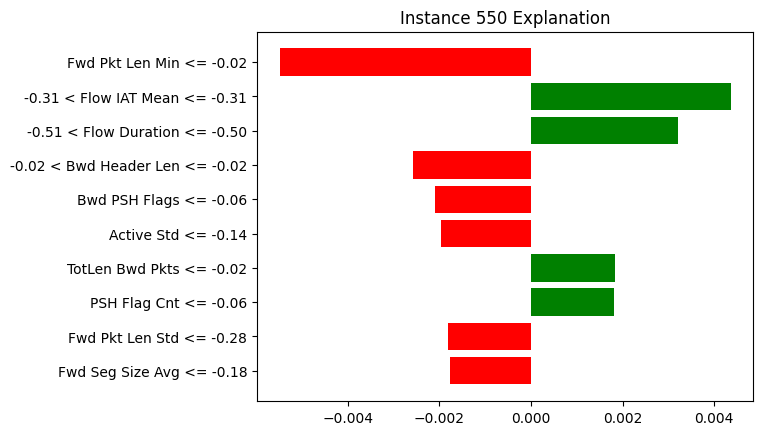 Instance 550 Explanation
Fwd Pkt Len Min <= -0.02
-0.31 < Flow IAT Mean <= -0.31
-0.51 < Flow Duration <= -0.50
-0.02 < Bwd Header Len <= -0.02
Bwd PSH Flags <= -0.06
Active Std <= -0.14
TotLen Bwd Pkts <= -0.02
PSH Flag Cnt <= -0.06
Fwd Pkt Len Std <= -0.28
Fwd Seg Size Avg <= -0.18
−0.004 −0.002 0.000 0.002 0.004